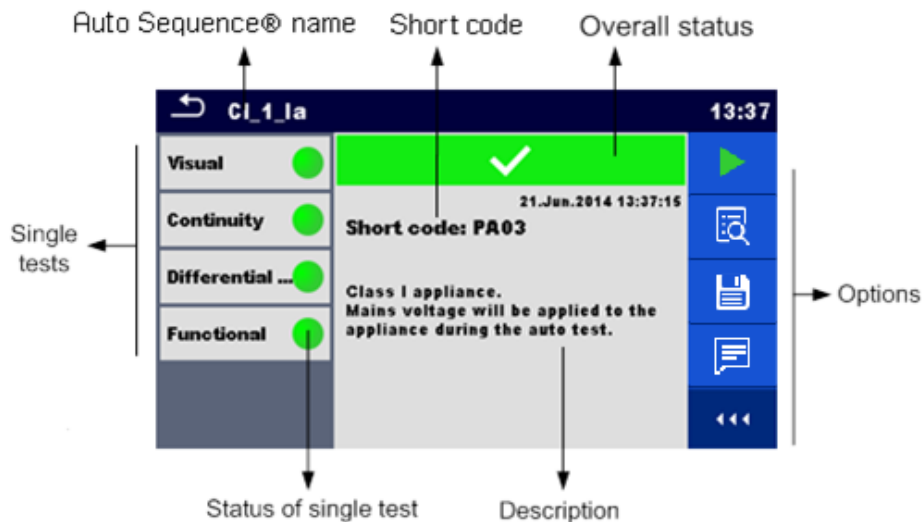 Auto Sequence® name
Short code
Overall status
Cl_1_Ia
13:37
Visual
Continuity
Differential ...
Functional
21.Jun.2014 13:37:15
Short code: PA03
Class I appliance.
Mains voltage will be applied to the
appliance during the auto test.
Single
tests
Options
Status of single test
Description